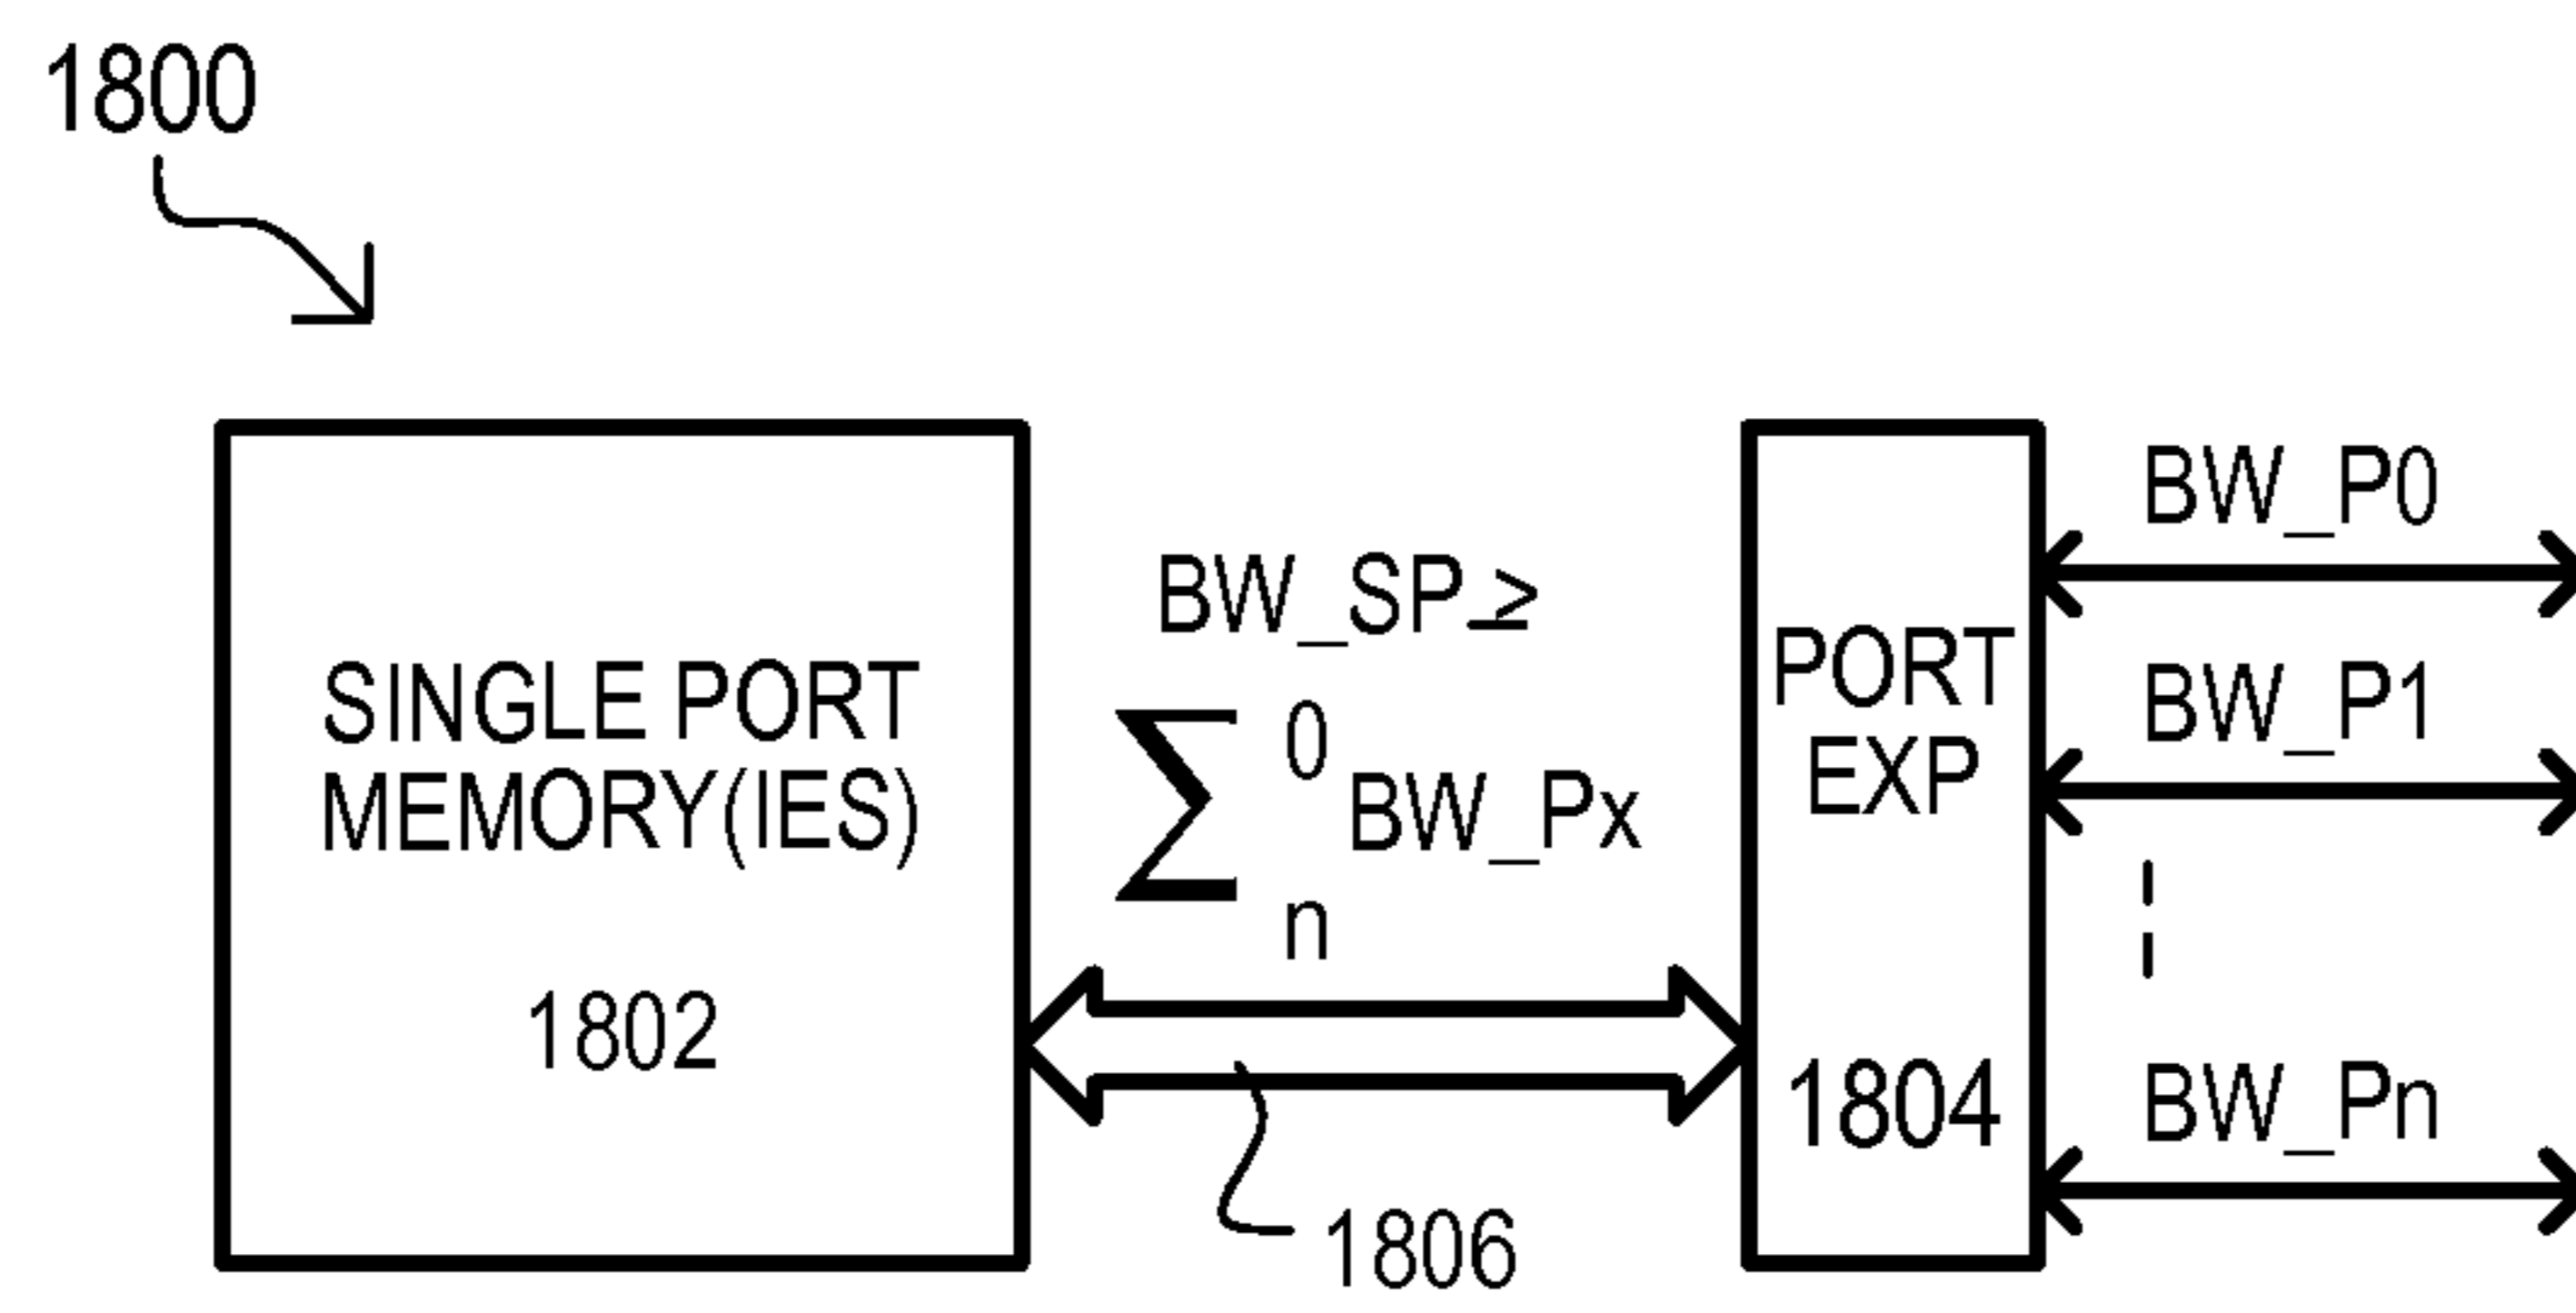 1800
SINGLE PORT
MEMORY(IES)
1802
BW_SP ≥
∑ 0 n BW_Px
1806
PORT
EXP
1804
BW_P0
BW_P1
BW_Pn